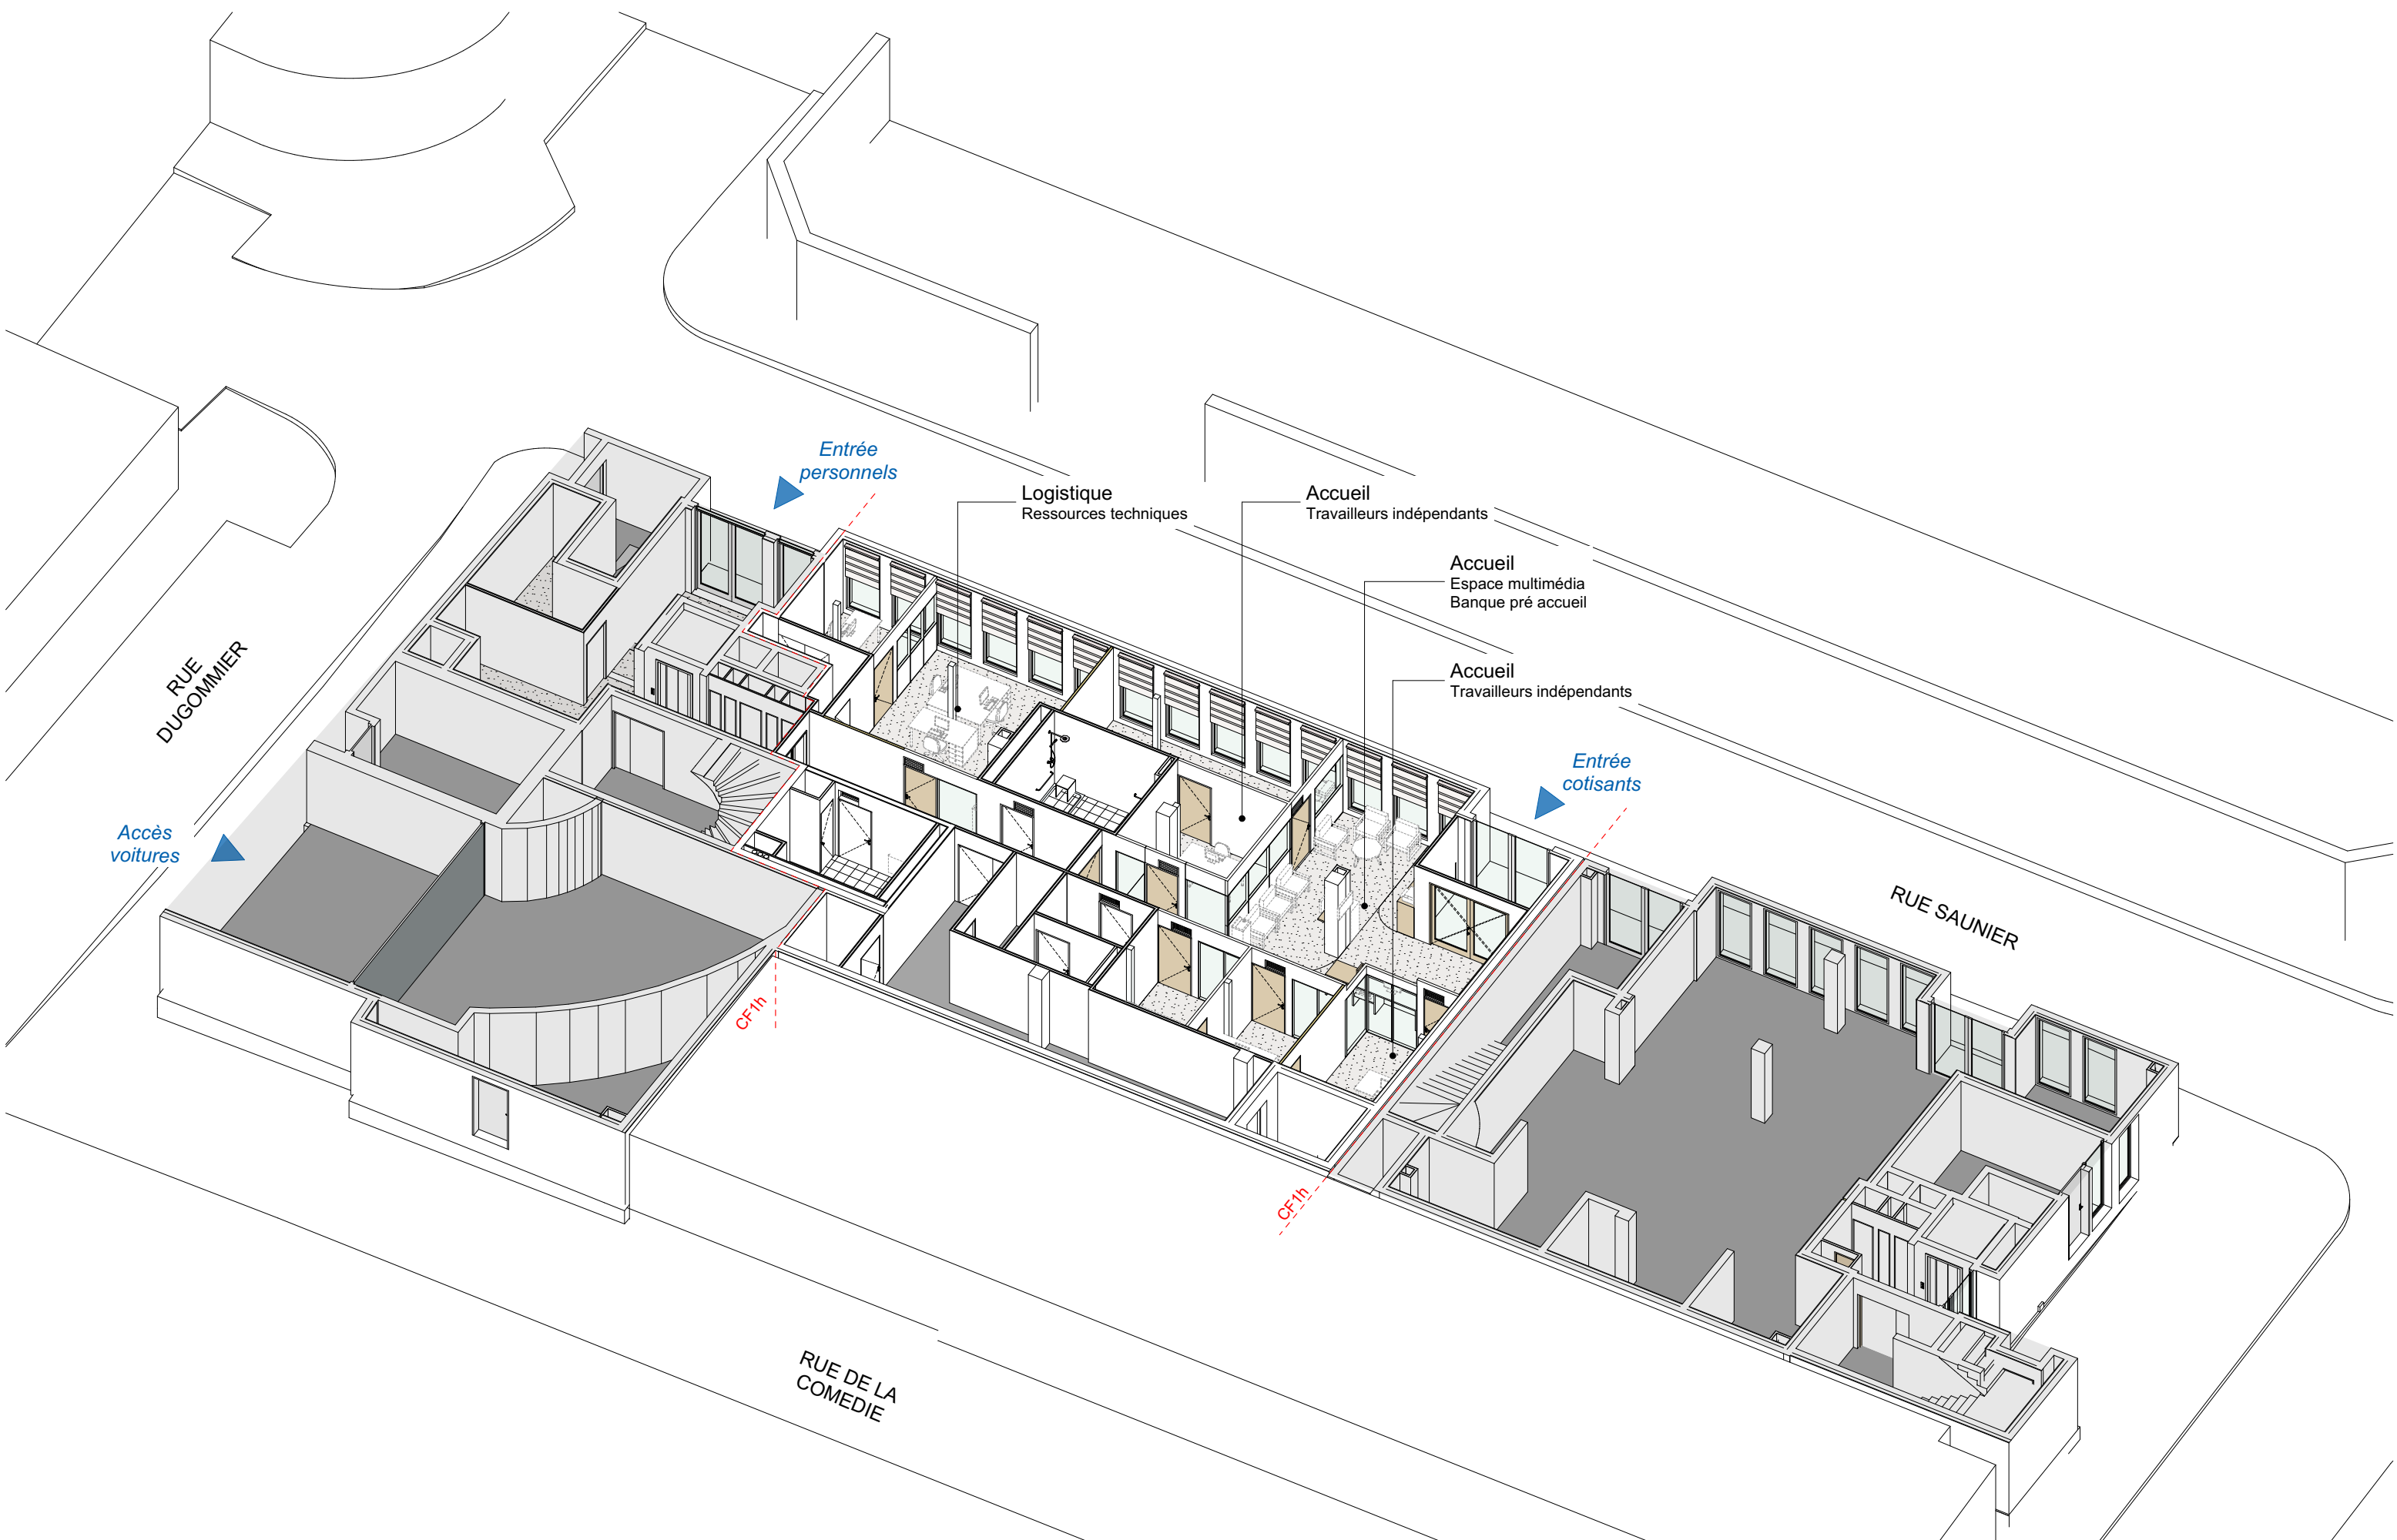 Entrée
personnels
Logistique
Ressources techniques
Accueil
Travailleurs indépendants
Accueil
Espace multimédia
Banque pré accueil
Accueil
Travailleurs indépendants
RUE
DUGOMMIER
Entrée
cotisants
Accès
voitures
RUE SAUNIER
CF1h
CF1h
RUE DE LA
COMEDIE